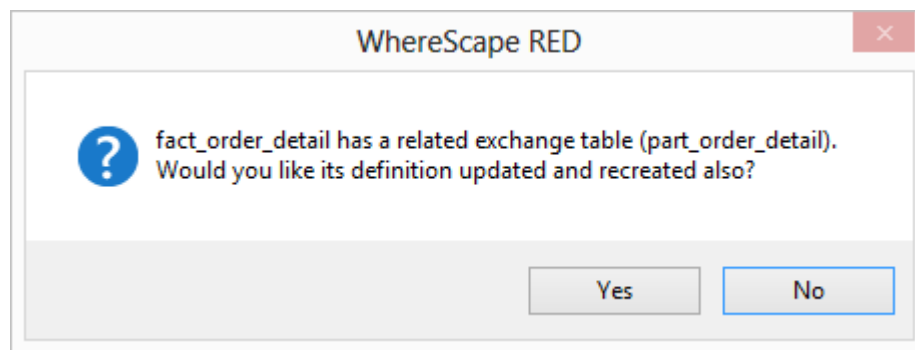 WhereScape RED
fact_order_detail has a related exchange table (part_order_detail).
Would you like its definition updated and recreated also?
Yes
No